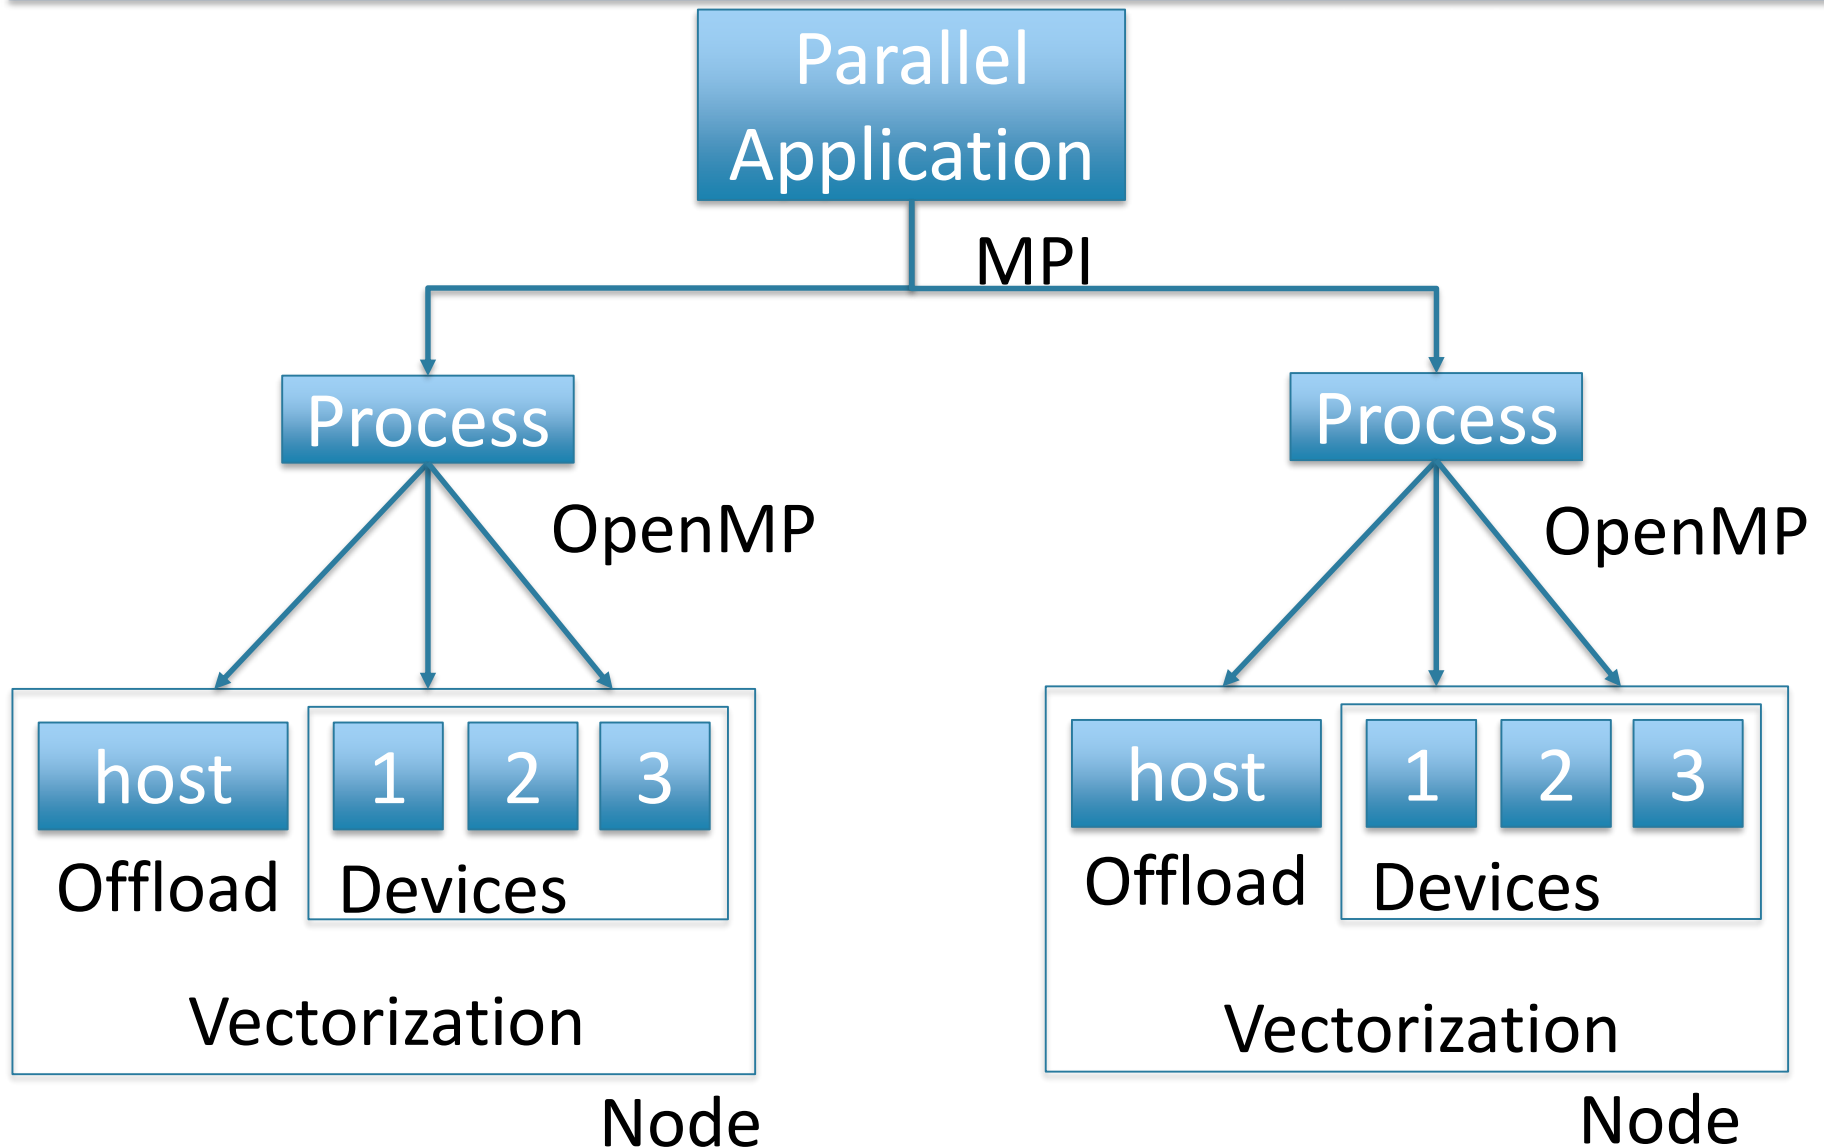 Parallel
Application
MPI
Process
Process
OpenMP
OpenMP
host
1
2
3
host
1
2
3
Offload
Devices
Offload
Devices
Vectorization
Vectorization
Node
Node